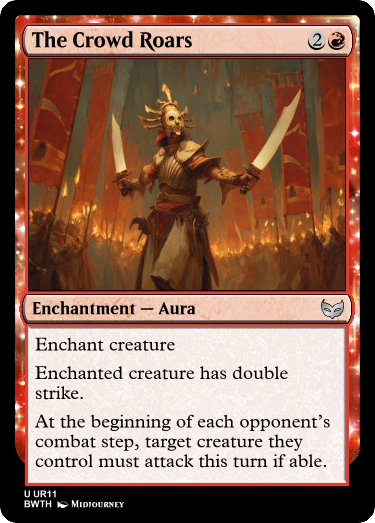 The Crowd Roars 2
Enchantment — Aura
Enchant creature
Enchanted creature has double
strike.
At the beginning of each opponent's
combat step, target creature they
control must attack this turn if able.
U UR11
BWTH Midjourney